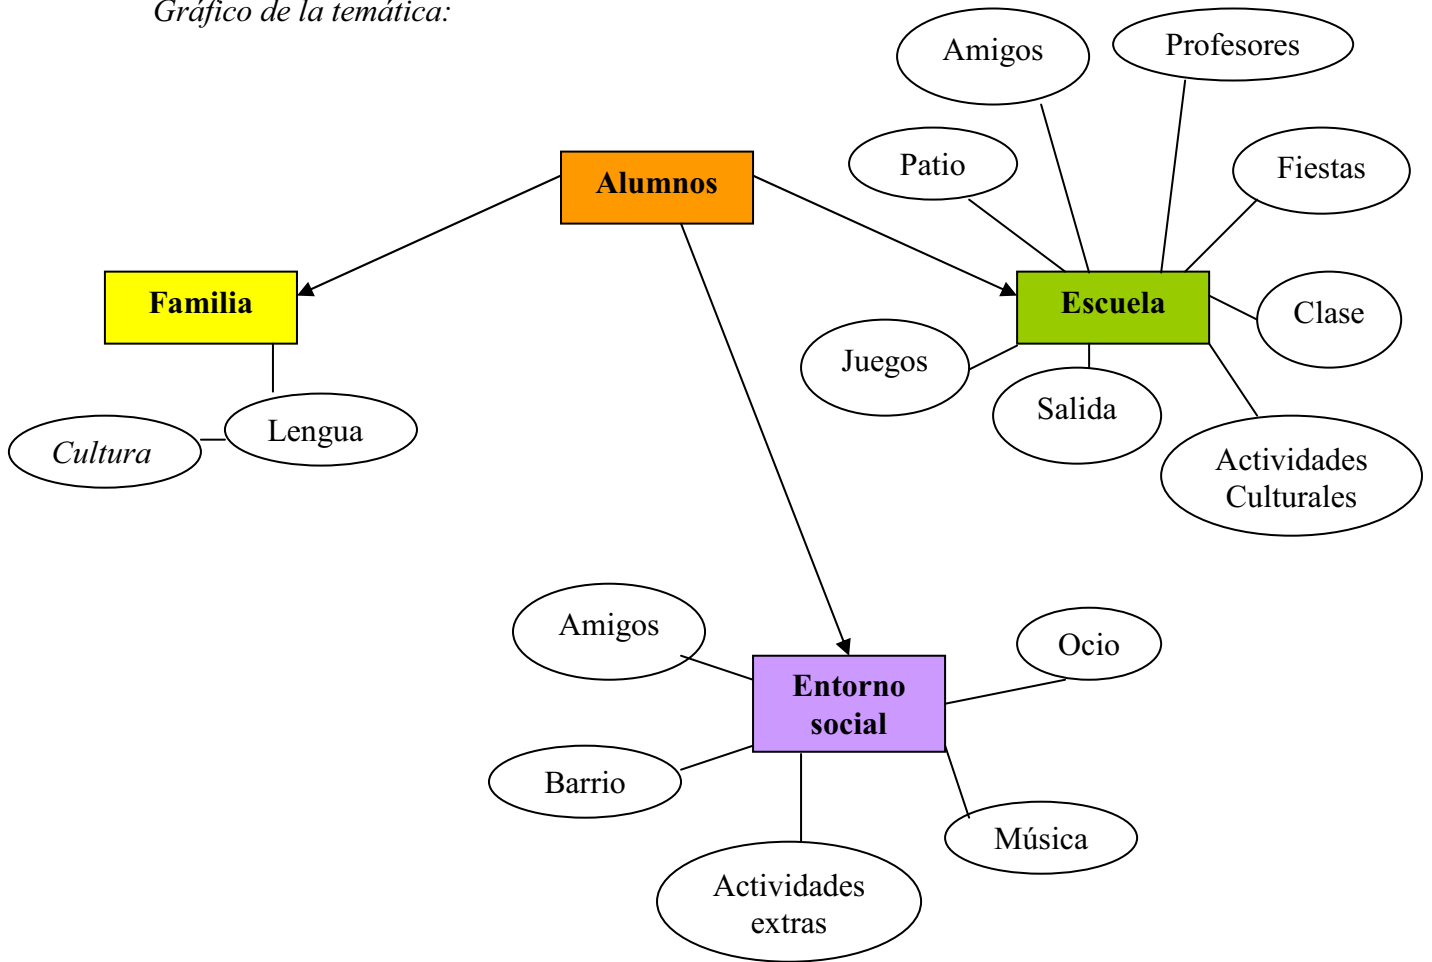 Gráfico de la temática:
Amigos
Profesores
Patio
Fiestas
Alumnos
Familia
Escuela
Clase
Juegos
Salida
Lengua
Cultura
Actividades
Culturales
Amigos
Ocio
Entorno
social
Barrio
Música
Actividades
extras